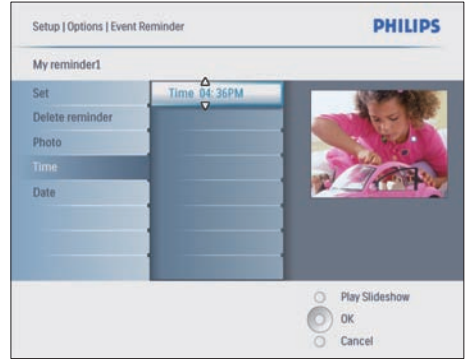 Setup | Options | Event Reminder
PHILIPS
My reminder1
Set
Time 04: 36PM
Delete reminder
Photo
Time
Date
Play Slideshow
OK
Cancel